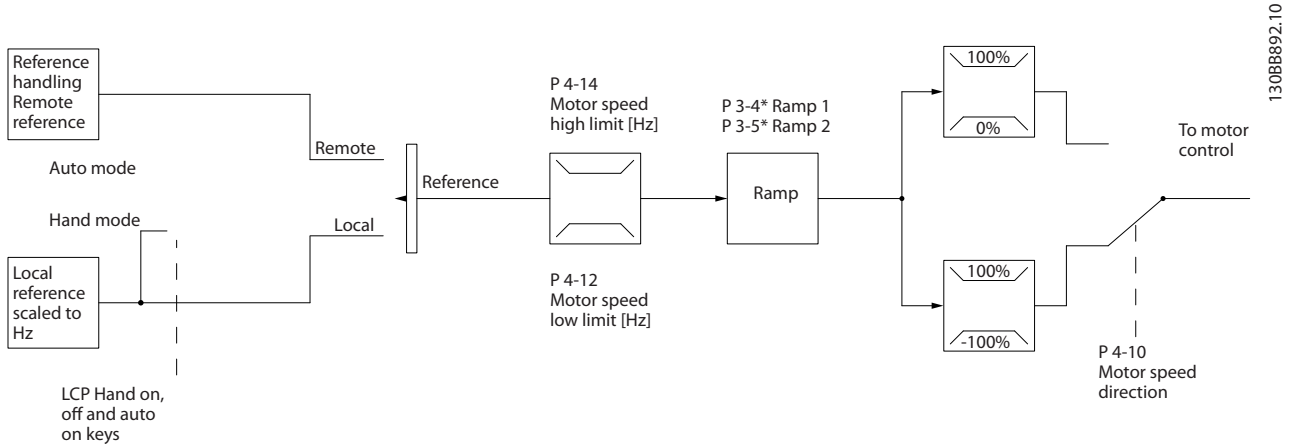 130BB892.10
Reference
handling
Remote
reference
Auto mode
Remote
Hand mode
Local
Local
reference
scaled to
Hz
LCP Hand on,
off and auto
on keys
Reference
P 4-14
Motor speed
high limit [Hz]
P 4-12
Motor speed
low limit [Hz]
P 3-4* Ramp 1
P 3-5* Ramp 2
Ramp
100%
0%
100%
-100%
To motor
control
P 4-10
Motor speed
direction